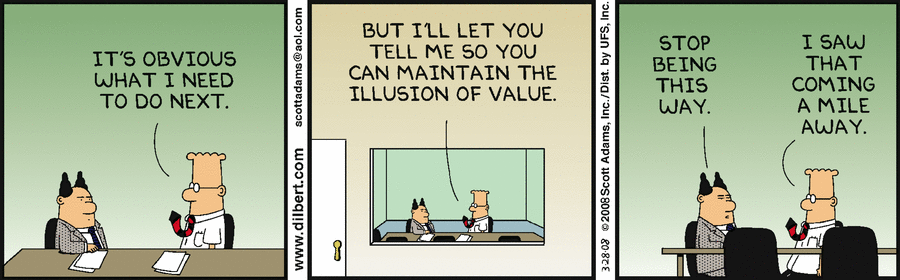 IT'S OBVIOUS
WHAT I NEED
TO DO NEXT.
scottadams@aol.com
www.dilbert.com
BUT I'LL LET YOU
TELL ME SO YOU
CAN MAINTAIN THE
ILLUSION OF VALUE.
3-28-08 ©2008 Scott Adams, Inc./Dist. by UFS, Inc.
STOP
BEING
THIS
WAY.
I SAW
THAT
COMING
A MILE
AWAY.